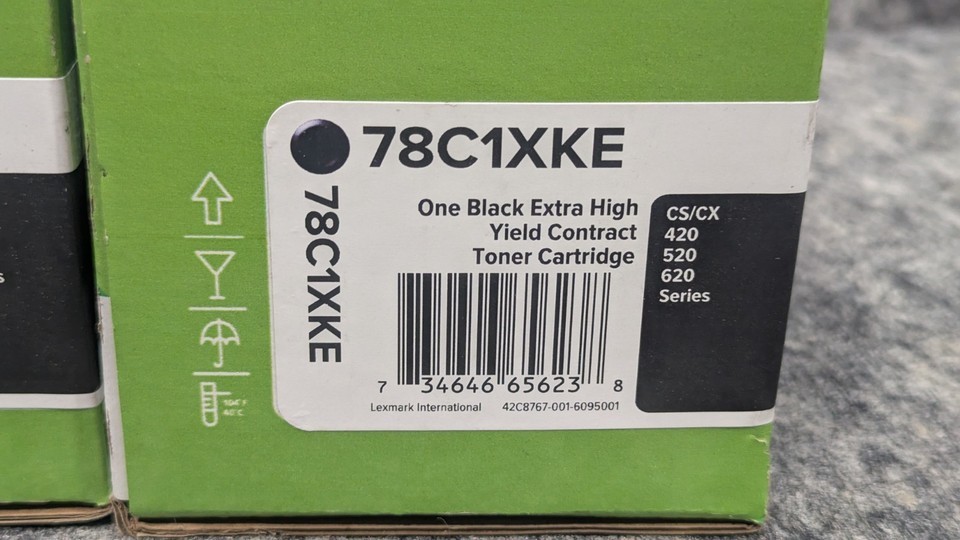 78C1XKE
78C1XKE
One Black Extra High
Yield Contract
Toner Cartridge
CS/CX
420
520
620
Series
7 34646 65623 8
Lexmark International 42C8767-001-6095001
104°F
40°C
s